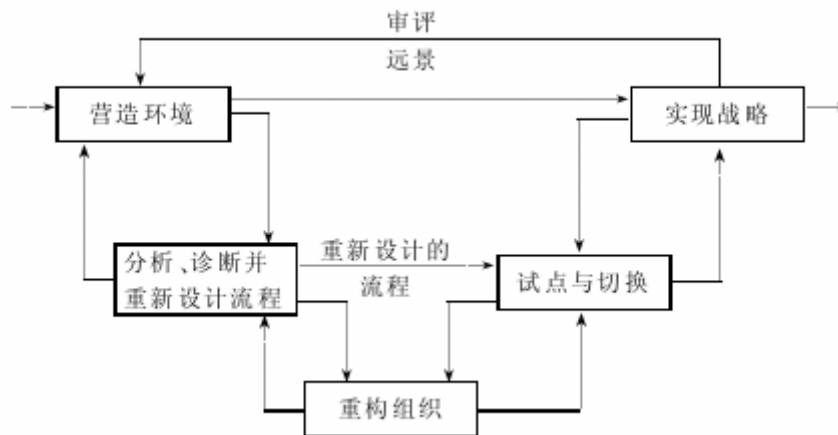 审评
远景
营造环境
实现战略
分析、诊断并
重新设计流程
重新设计的
流程
试点与切换
重构组织